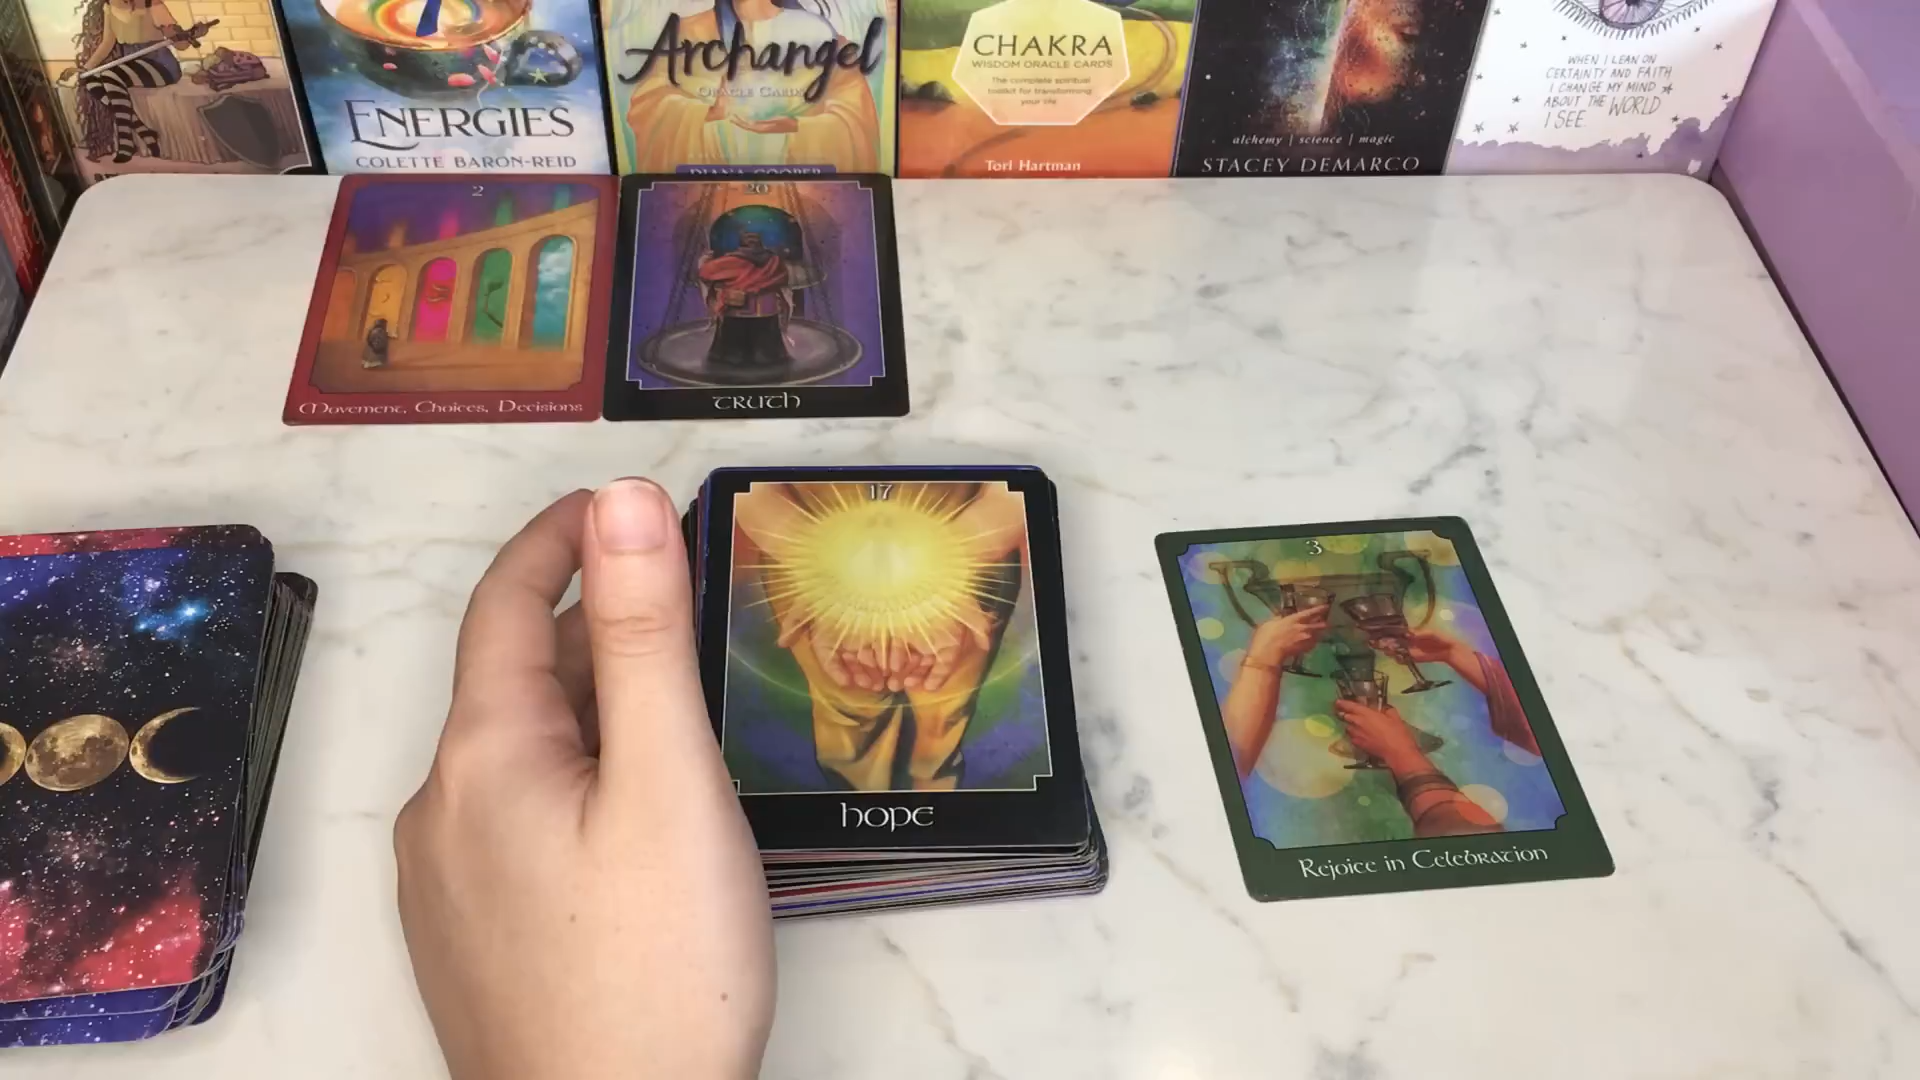 ENERGIES
COLETTE BARON-REID
Archangel
ORACLE CARDS
DIANA COOPER
CHAKRA
WISDOM ORACLE CARDS
The complete spiritual
toolkit for transforming
your life
Tori Hartman
alchemy | science | magic
STACEY DEMARCO
WHEN I LEAN ON
CERTAINTY AND FAITH
I CHANGE MY MIND
ABOUT THE WORLD
I SEE.
2
Movement, Choices, Decisions
20
TRUTH
17
hope
3
Rejoice in Celebration